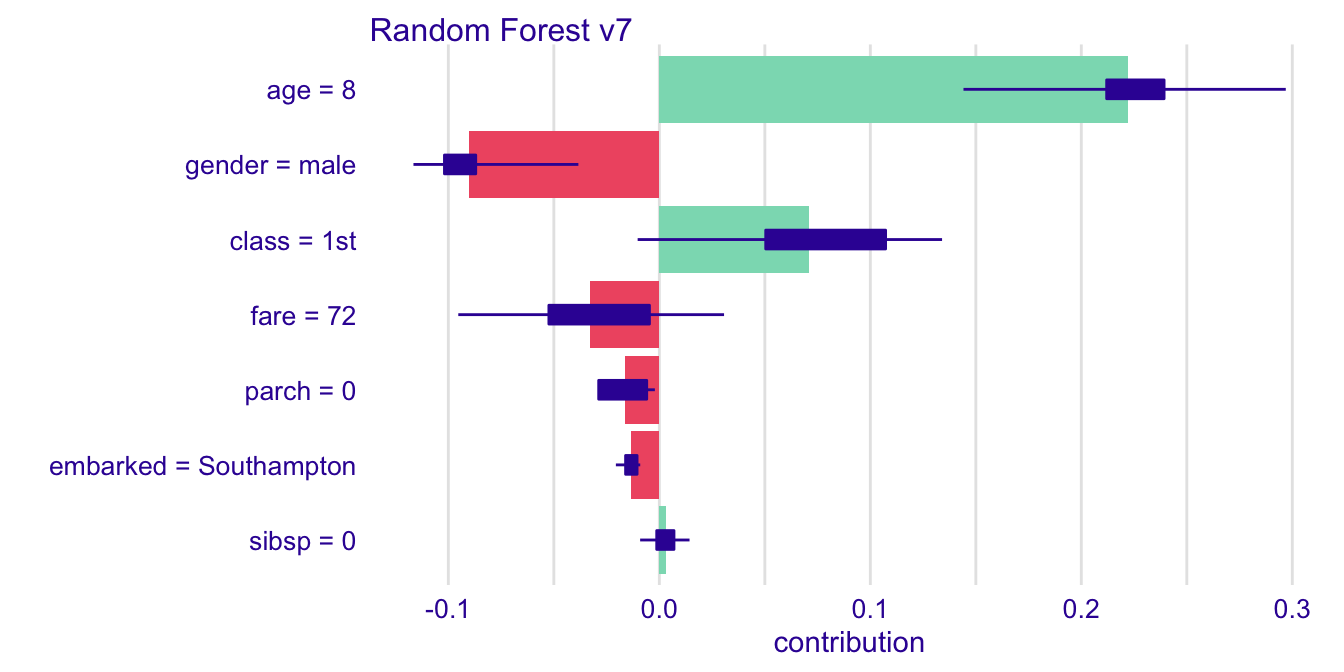 Random Forest v7
age = 8
gender = male
class = 1st
fare = 72
parch = 0
embarked = Southampton
sibsp = 0
-0.1 0.0 0.1 0.2 0.3
contribution